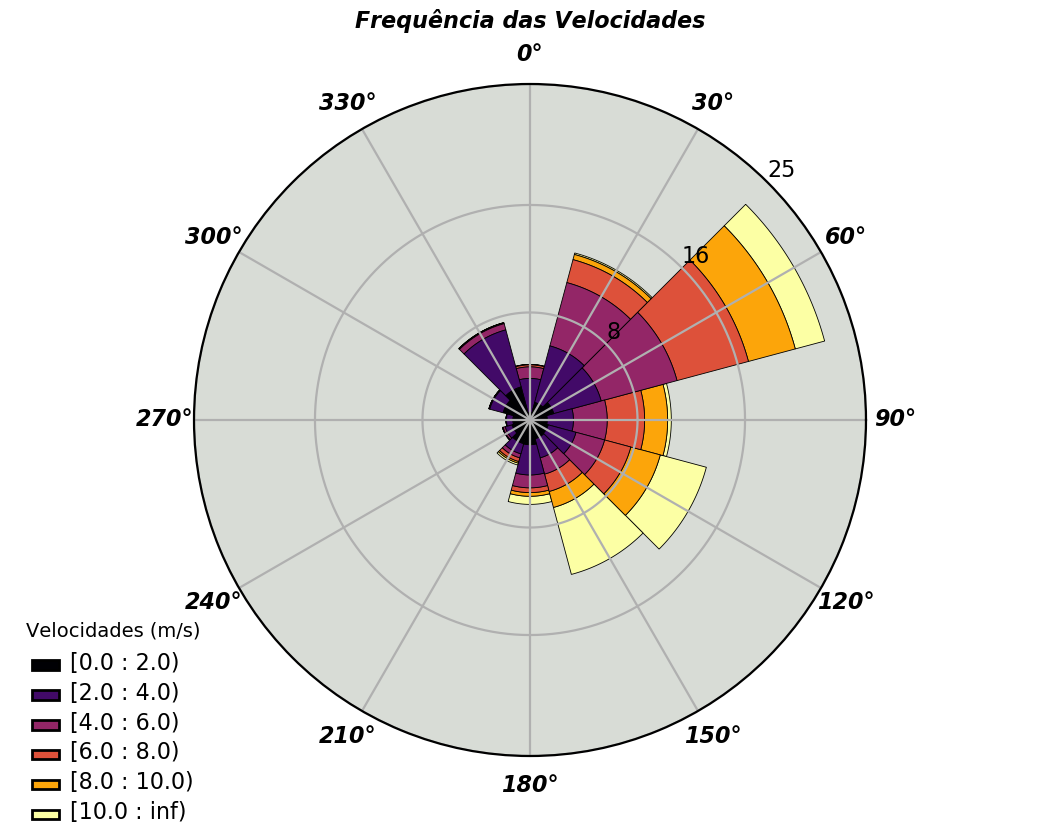 Frequência das Velocidades
0°
330°
30°
25
300°
60°
16
8
270°
90°
240°
120°
210°
150°
180°
Velocidades (m/s)
[0.0 : 2.0)
[2.0 : 4.0)
[4.0 : 6.0)
[6.0 : 8.0)
[8.0 : 10.0)
[10.0 : inf)